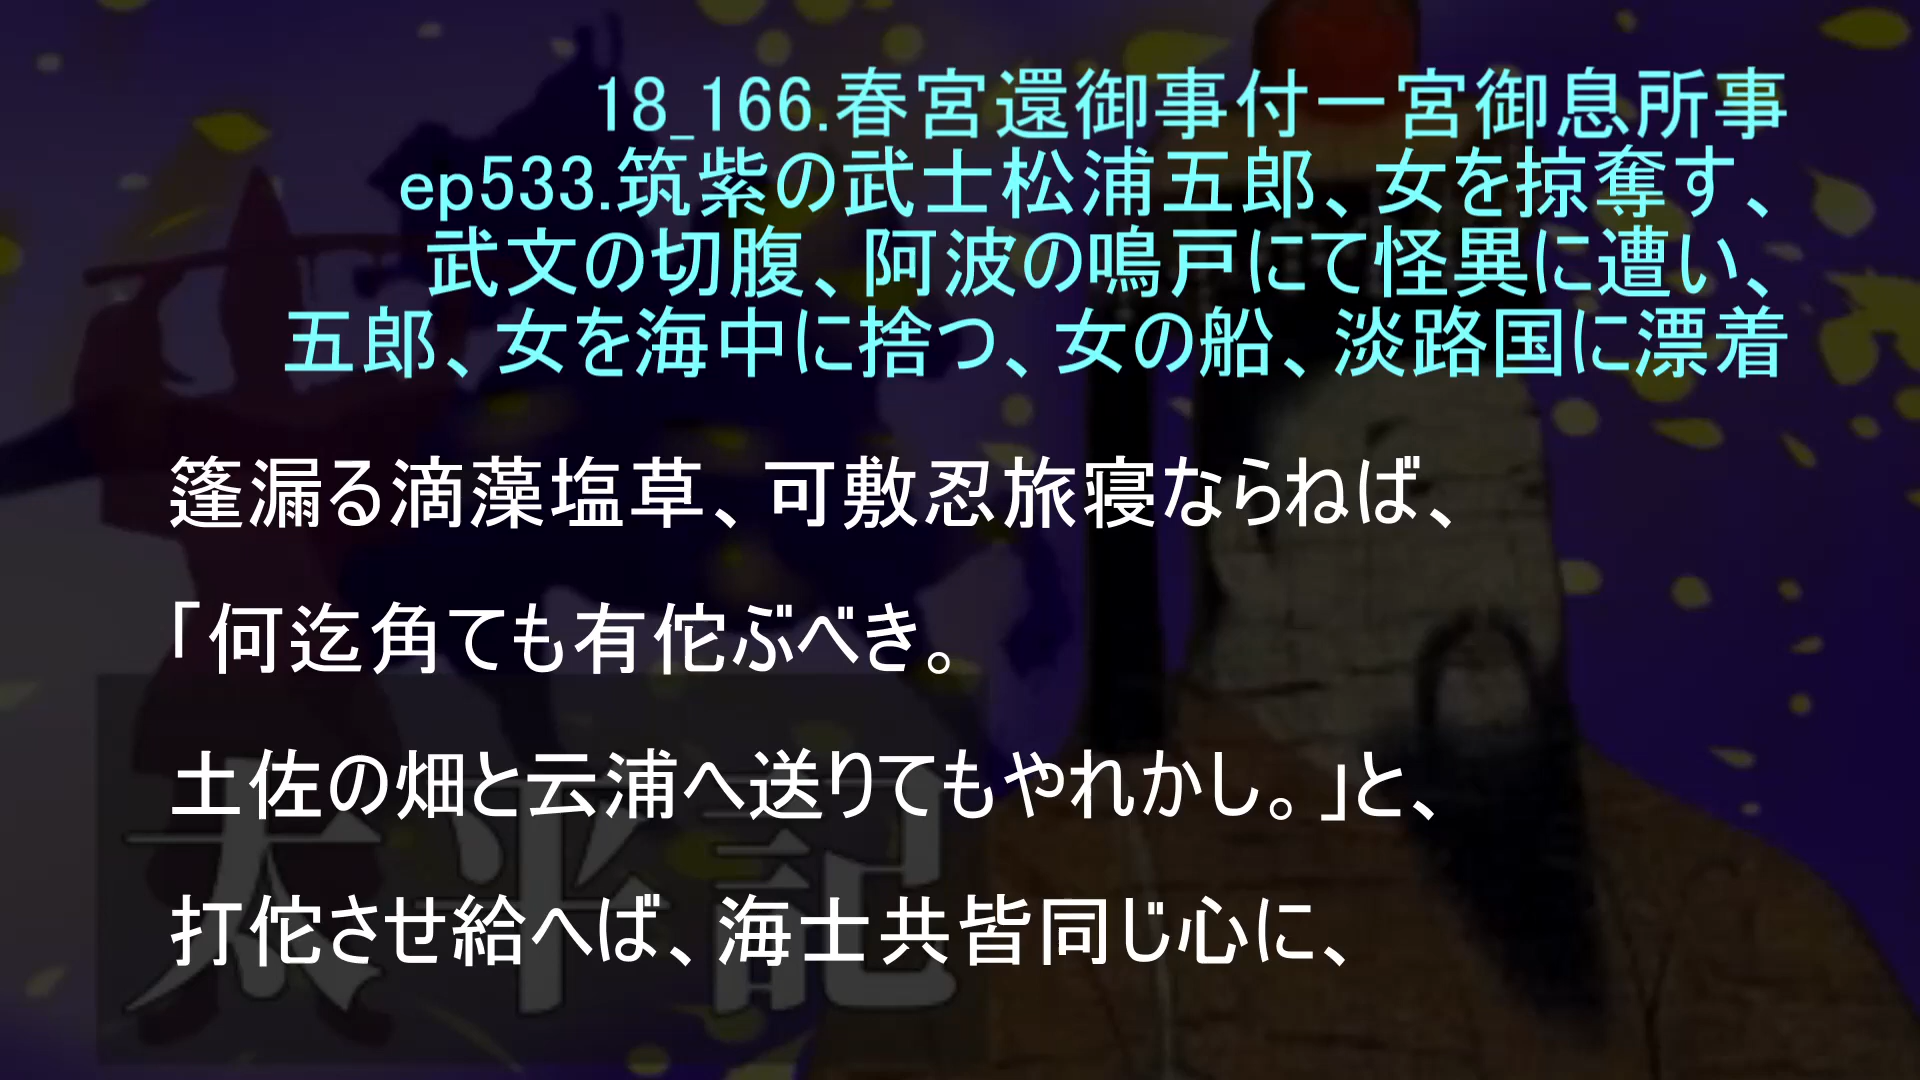 18_166.春宮還御事付一宮御息所事
ep533.筑紫の武士松浦五郎、女を掠奪す、
武文の切腹、阿波の鳴戸にて怪異に遭い、
五郎、女を海中に捨つ、女の船、淡路国に漂着
篷漏る滴藻塩草、可敷忍旅寝ならねば、
「何迄角ても有佗ぶべき。
土佐の畑と云浦へ送りてもやれかし。」と、
打佗させ給へば、海士共皆同じ心に、
太平記